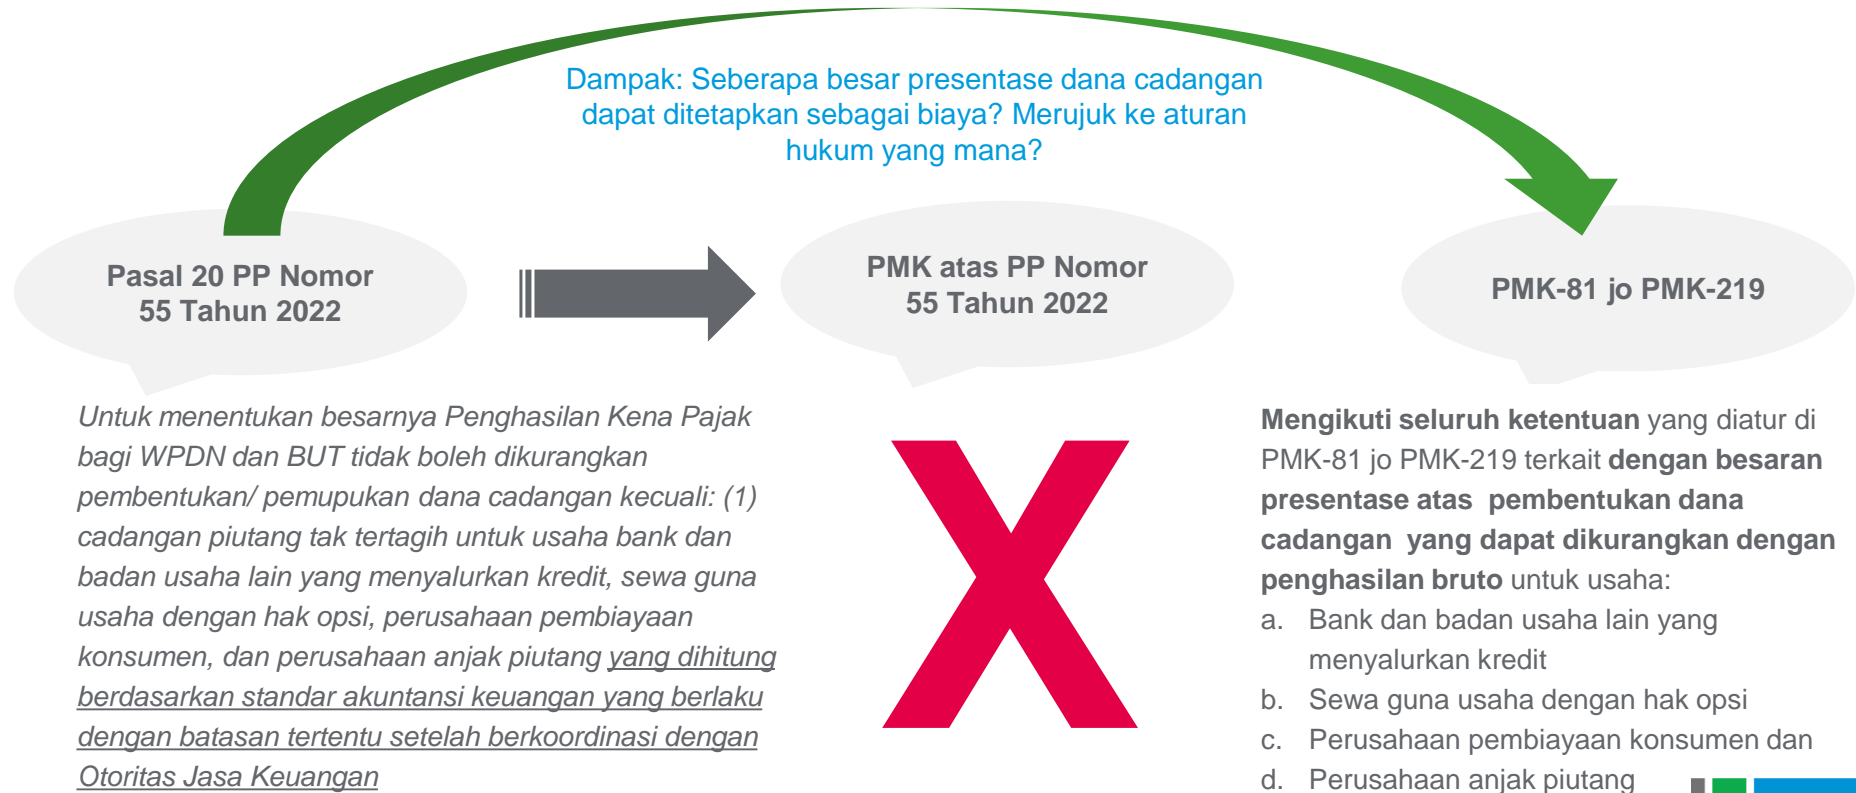 Dampak: Seberapa besar presentase dana cadangan
dapat ditetapkan sebagai biaya? Merujuk ke aturan
hukum yang mana?
Pasal 20 PP Nomor
55 Tahun 2022
PMK atas PP Nomor
55 Tahun 2022
PMK-81 jo PMK-219
Untuk menentukan besarnya Penghasilan Kena Pajak
bagi WPDN dan BUT tidak boleh dikurangkan
pembentukan/ pemupukan dana cadangan kecuali: (1)
cadangan piutang tak tertagih untuk usaha bank dan
badan usaha lain yang menyalurkan kredit, sewa guna
usaha dengan hak opsi, perusahaan pembiayaan
konsumen, dan perusahaan anjak piutang yang dihitung
berdasarkan standar akuntansi keuangan yang berlaku
dengan batasan tertentu setelah berkoordinasi dengan
Otoritas Jasa Keuangan
X
Mengikuti seluruh ketentuan yang diatur di
PMK-81 jo PMK-219 terkait dengan besaran
presentase atas pembentukan dana
cadangan yang dapat dikurangkan dengan
penghasilan bruto untuk usaha:
a. Bank dan badan usaha lain yang
menyalurkan kredit
b. Sewa guna usaha dengan hak opsi
c. Perusahaan pembiayaan konsumen dan
d. Perusahaan anjak piutang